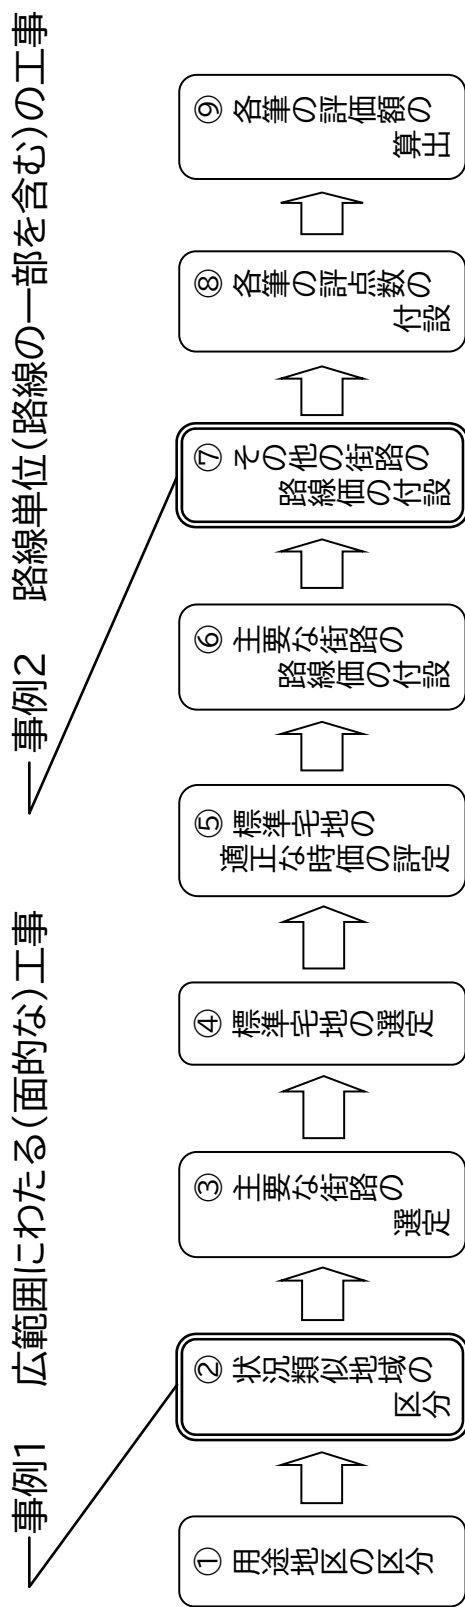 事例1　広範囲にわたる(面的な)工事
事例2　路線単位(路線の一部を含む)の工事
① 用途地区の区分
② 状況類似地域の
区分
③ 主要な街路の
選定
④ 標準宅地の選定
⑤ 標準宅地の
適正な時価の評定
⑥ 主要な街路の
路線価の付設
⑦ その他の街路の
路線価の付設
⑧ 各筆の評点数の
付設
⑨ 各筆の評価額の
算出